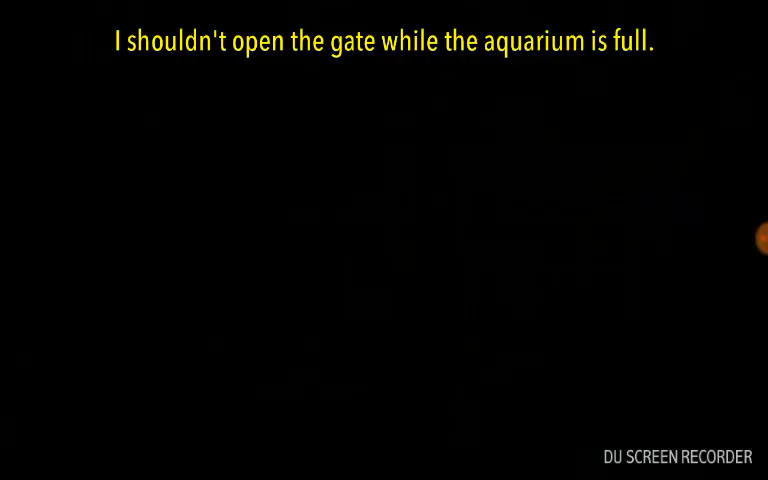 I shouldn't open the gate while the aquarium is full.
DU SCREEN RECORDER